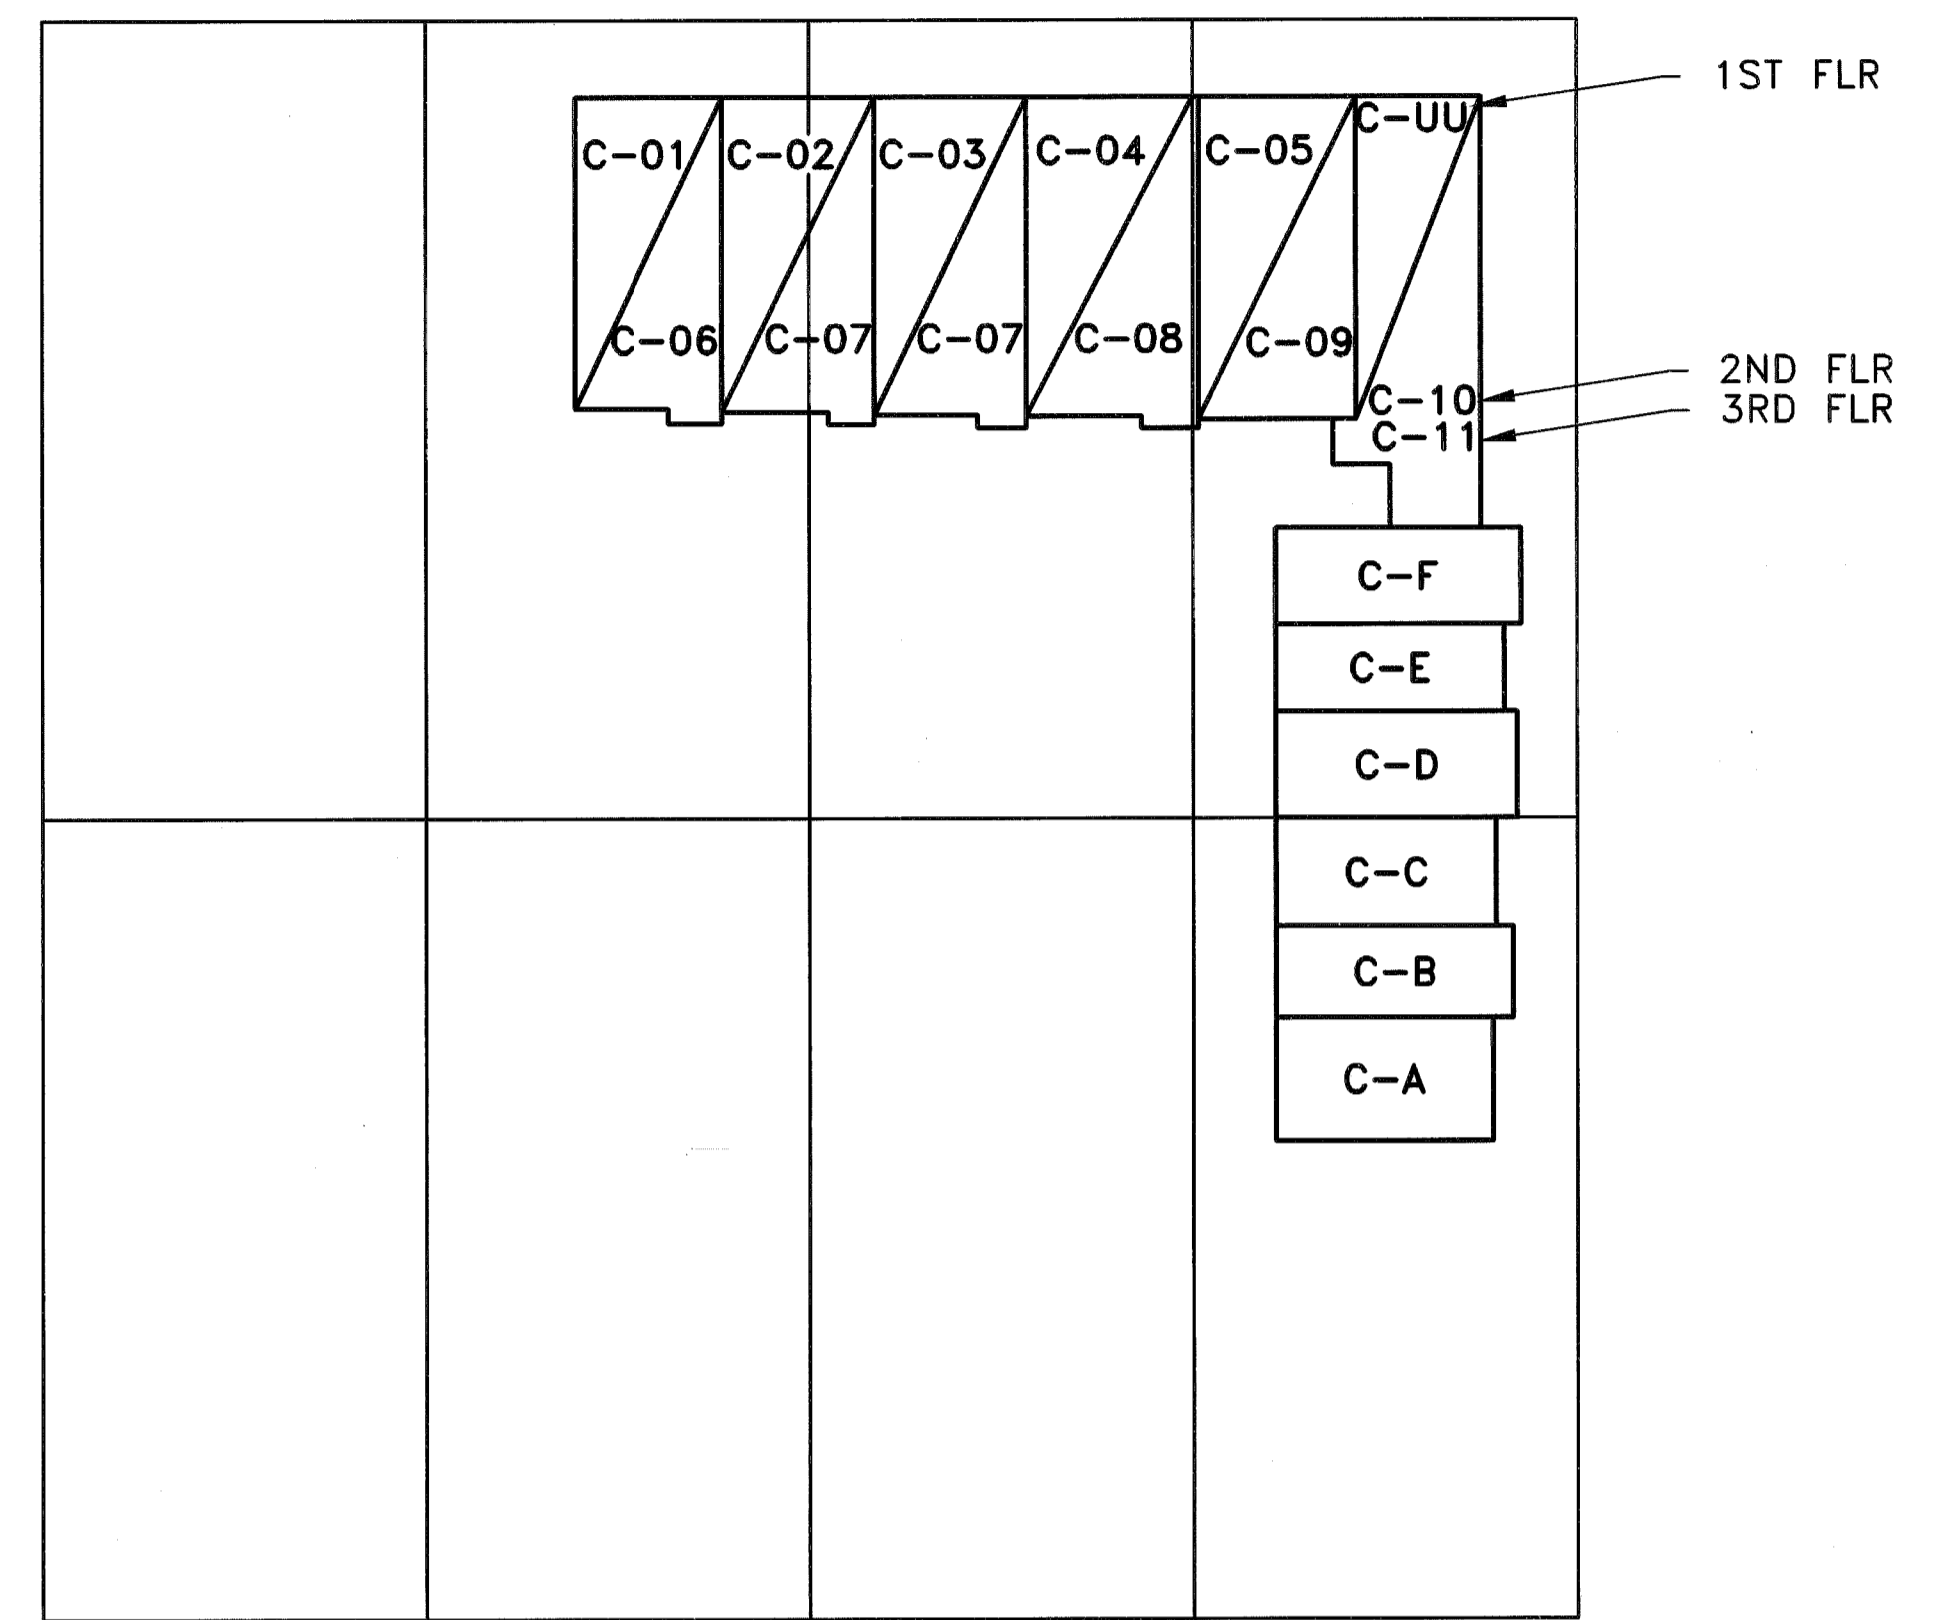 1ST FLR
C-UU
C-01 C-02 C-03 C-04 C-05
C-06 C-07 C-07 C-08 C-09
2ND FLR
C-10
3RD FLR
C-11
C-F
C-E
C-D
C-C
C-B
C-A